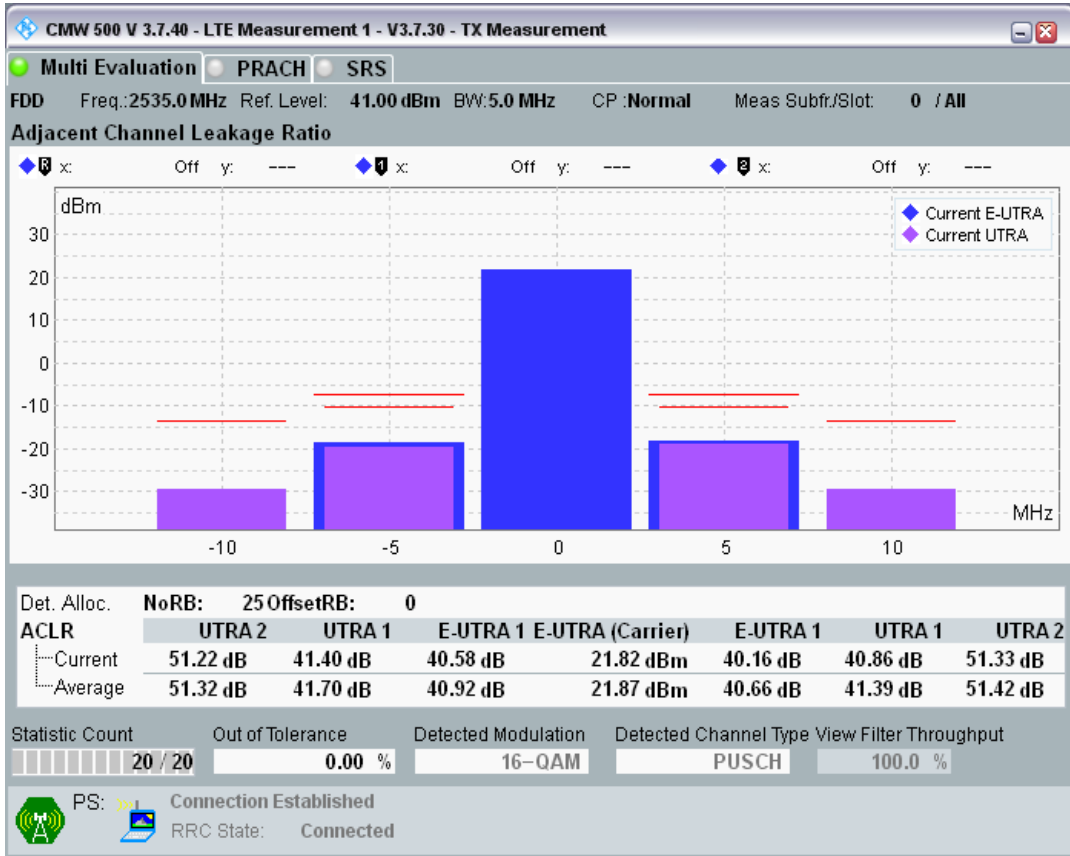 CMW 500 V 3.7.40 - LTE Measurement 1 - V3.7.30 - TX Measurement
Multi Evaluation PRACH SRS
FDD Freq.:2535.0 MHz Ref. Level: 41.00 dBm BW:5.0 MHz CP :Normal Meas Subfr./Slot: 0 / All
Adjacent Channel Leakage Ratio
R x: Off y: --- 1 x: Off y: --- 2 x: Off y: ---
dBm
Current E-UTRA
Current UTRA
30
20
10
0
-10
-20
-30
MHz
-10 -5 0 5 10
Det. Alloc. NoRB: 25 OffsetRB: 0
ACLR UTRA 2 UTRA 1 E-UTRA 1 E-UTRA (Carrier) E-UTRA 1 UTRA 1 UTRA 2
Current 51.22 dB 41.40 dB 40.58 dB 21.82 dBm 40.16 dB 40.86 dB 51.33 dB
Average 51.32 dB 41.70 dB 40.92 dB 21.87 dBm 40.66 dB 41.39 dB 51.42 dB
Statistic Count Out of Tolerance Detected Modulation Detected Channel Type View Filter Throughput
20 / 20 0.00 % 16-QAM PUSCH 100.0 %
PS: Connection Established
RRC State: Connected